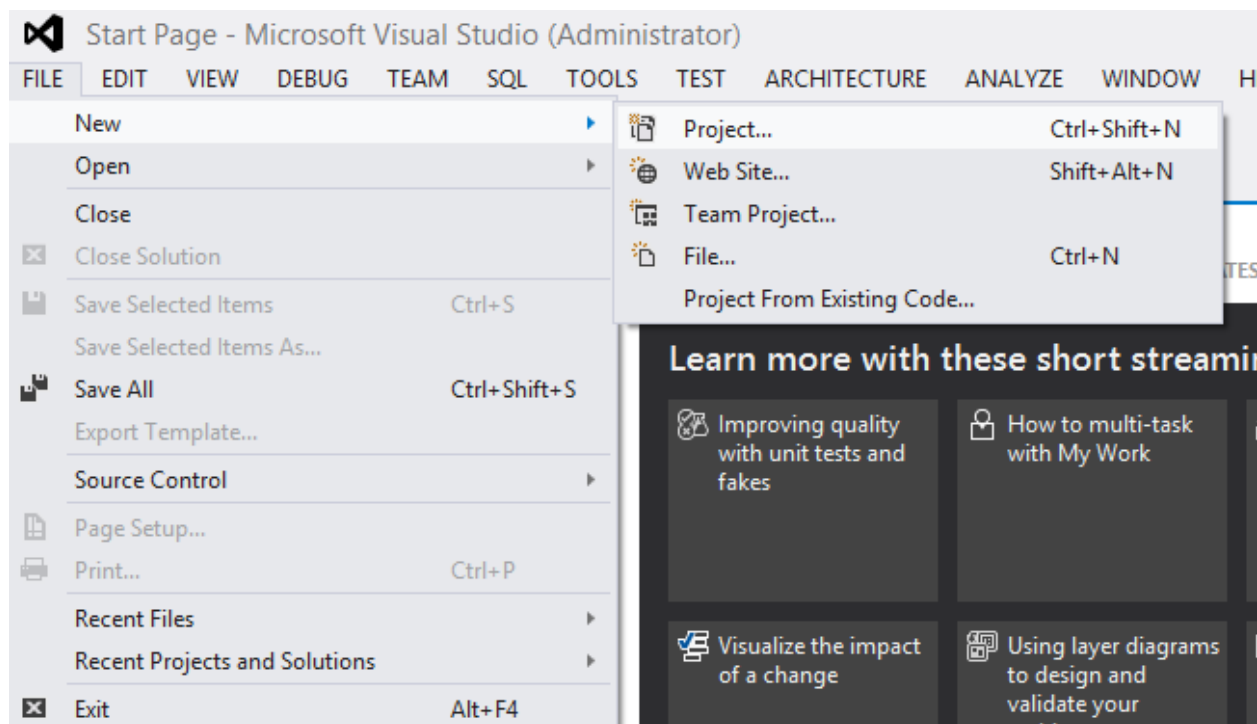 Start Page - Microsoft Visual Studio (Administrator)
FILE EDIT VIEW DEBUG TEAM SQL TOOLS TEST ARCHITECTURE ANALYZE WINDOW
New
Open
Close
Close Solution
Save Selected Items Ctrl+S
Save Selected Items As...
Save All Ctrl+Shift+S
Export Template...
Source Control
Page Setup...
Print... Ctrl+P
Recent Files
Recent Projects and Solutions
Exit Alt+F4
Project... Ctrl+Shift+N
Web Site... Shift+Alt+N
Team Project...
File... Ctrl+N
Project From Existing Code...
Learn more with these short
Improving quality
with unit tests and
fakes
How to multi-task
with My Work
Visualize the impact
of a change
Using layer diagrams
to design and
validate your